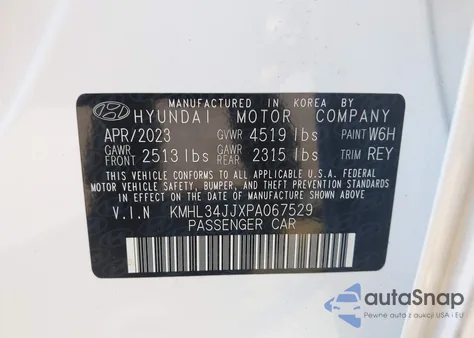 MANUFACTURED IN KOREA BY
HYUNDAI MOTOR COMPANY
APR/2023 GVWR 4519 lbs PAINT W6H
GAWR FRONT 2513 lbs GAWR REAR 2315 lbs TRIM REY
THIS VEHICLE CONFORMS TO ALL APPLICABLE U.S.A. FEDERAL
MOTOR VEHICLE SAFETY, BUMPER, AND THEFT PREVENTION
STANDARDS IN EFFECT ON THE DATE OF MANUFACTURE SHOWN ABOVE.
V.I.N KMHL34JJXPA067529
PASSENGER CAR
autoSnap
Pewne auta z aukcji USA i EU